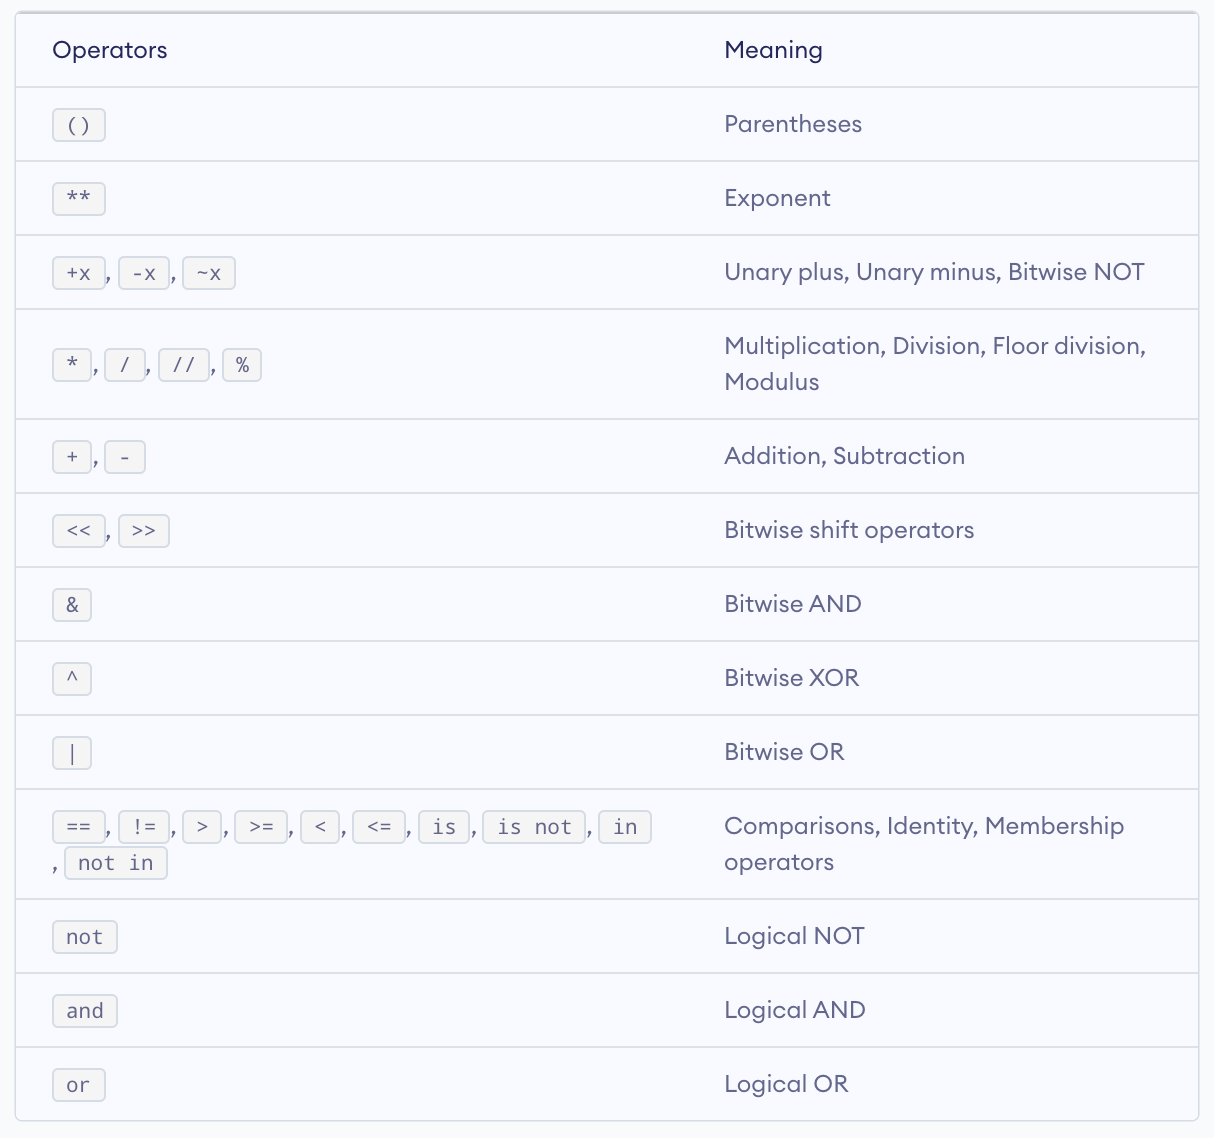 Operators Meaning
() Parentheses
** Exponent
+x, -x, ~x Unary plus, Unary minus, Bitwise NOT
*, /, //, % Multiplication, Division, Floor division,
Modulus
+, - Addition, Subtraction
<<, >> Bitwise shift operators
& Bitwise AND
^ Bitwise XOR
| Bitwise OR
==, !=, >, >=, <, <=, is, is not, in Comparisons, Identity, Membership
, not in operators
not Logical NOT
and Logical AND
or Logical OR